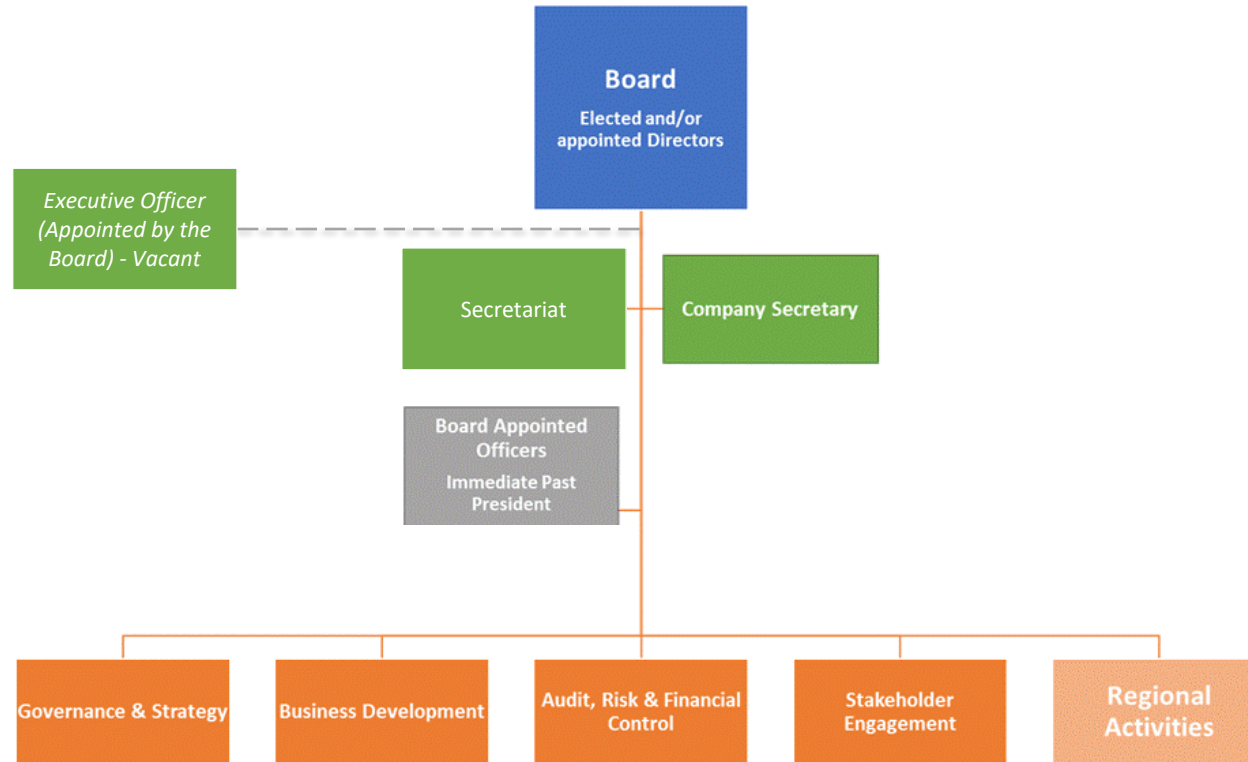 Board
Elected and/or
appointed Directors
Executive Officer
(Appointed by the
Board) - Vacant
Secretariat
Company Secretary
Board Appointed
Officers
Immediate Past
President
Governance & Strategy
Business Development
Audit, Risk & Financial
Control
Stakeholder
Engagement
Regional
Activities